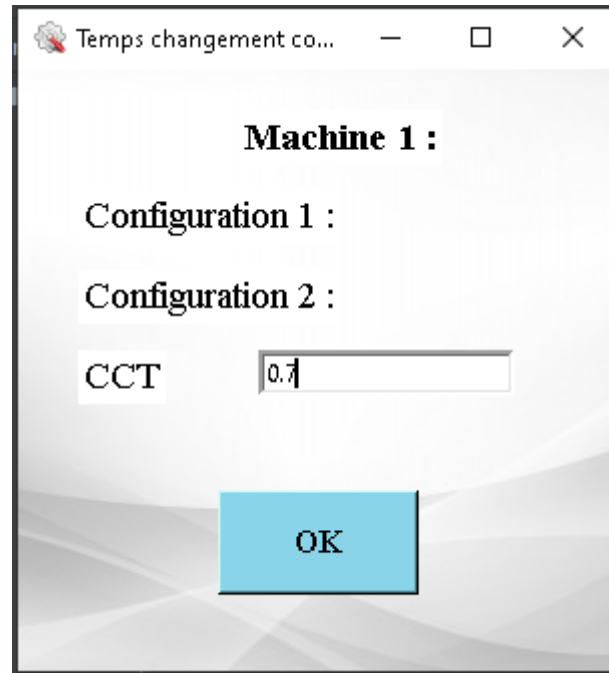 Temps changement co...
Machine 1 :
Configuration 1 :
Configuration 2 :
CCT 0.7
OK